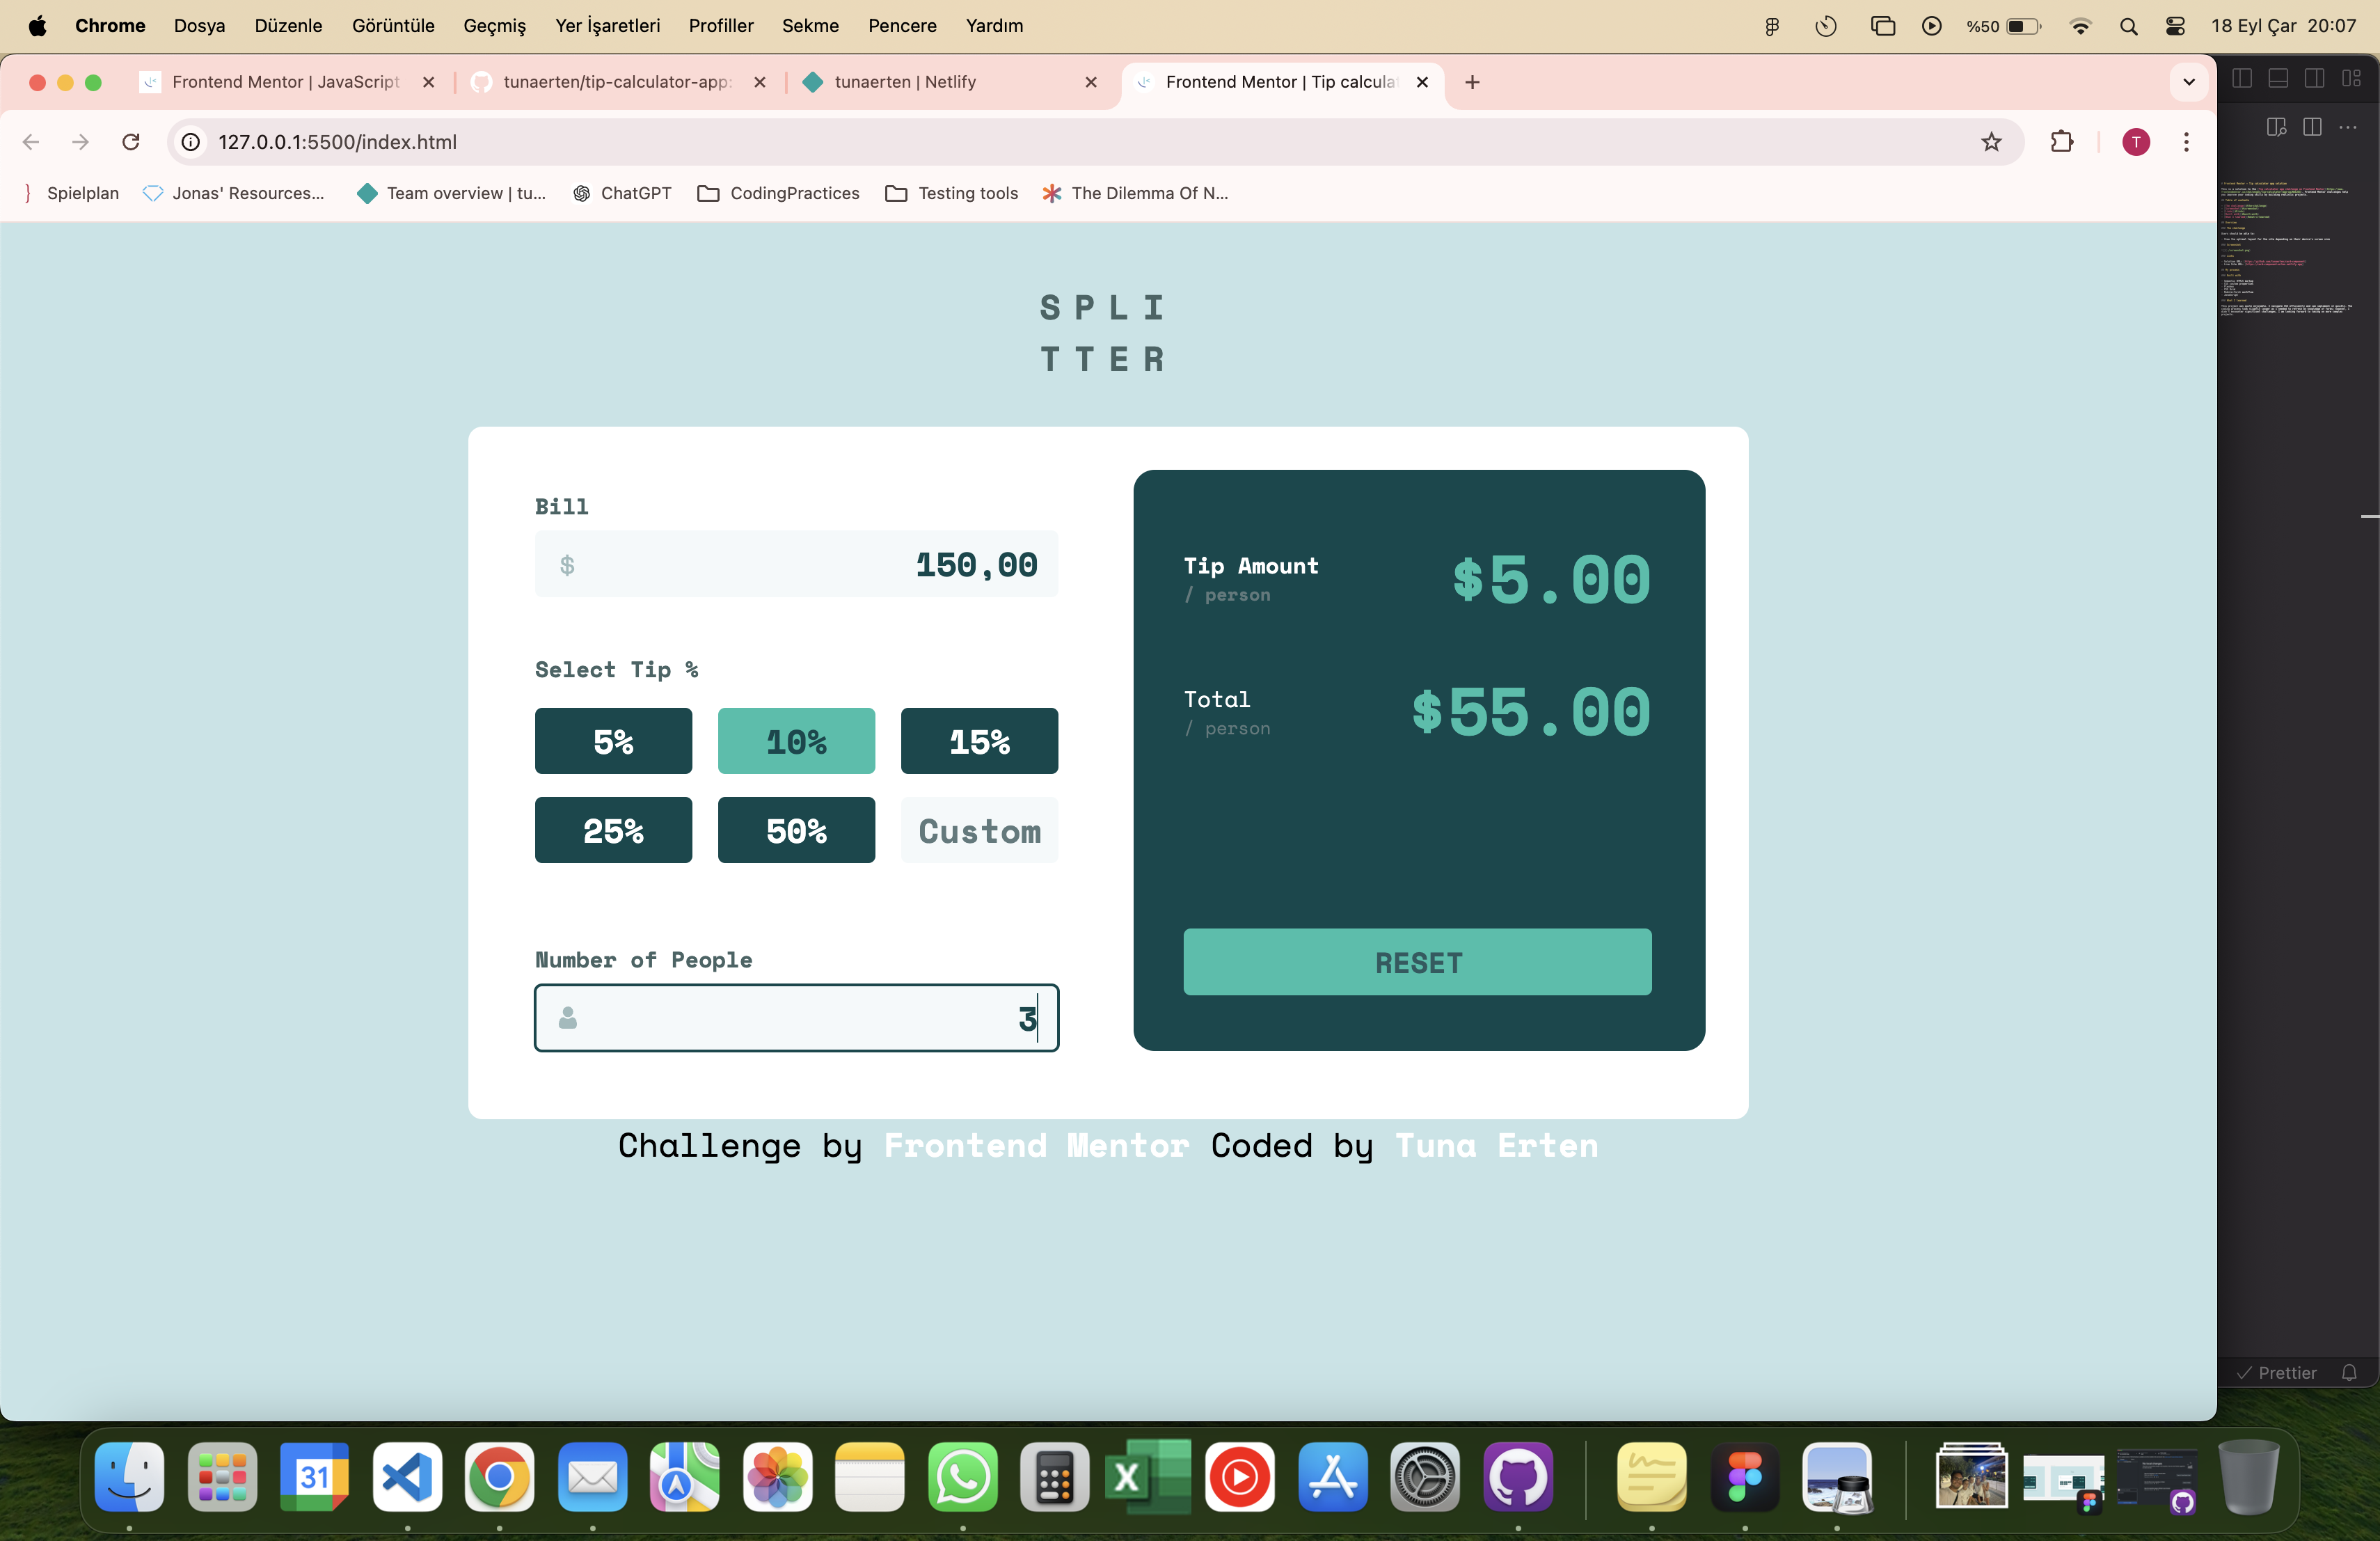 Chrome Dosya Düzenle Görüntüle Geçmiş Yer İşaretleri Profiller Sekme Pencere Yardım %50 18 Eyl Çar 20:07
Frontend Mentor | JavaScript tunaerten/tip-calculator-app: tunaerten | Netlify Frontend Mentor | Tip calcula
127.0.0.1:5500/index.html T
Spielplan Jonas' Resources... Team overview | tu... ChatGPT CodingPractices Testing tools The Dilemma Of N...
SPLI
TTER
Bill
$ 150,00
Tip Amount
/ person
$5.00
Select Tip %
Total
/ person
$55.00
5% 10% 15%
25% 50% Custom
RESET
Number of People
3
Challenge by Frontend Mentor Coded by Tuna Erten
Prettier
31
X